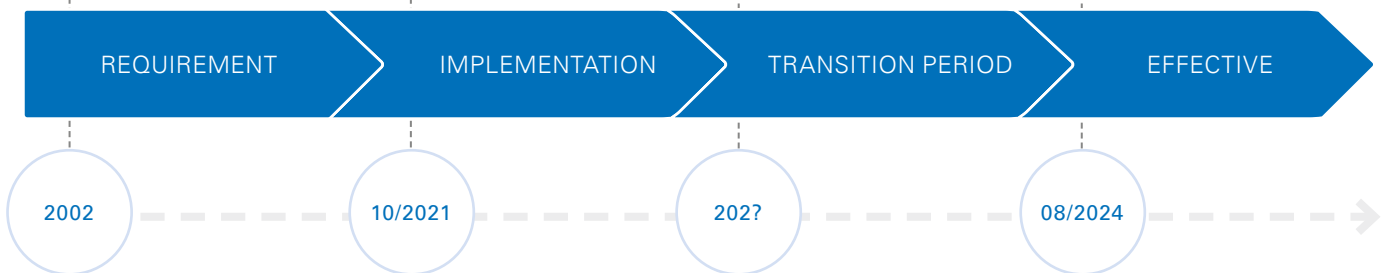 REQUIREMENT
IMPLEMENTATION
TRANSITION PERIOD
EFFECTIVE
2002
10/2021
202?
08/2024